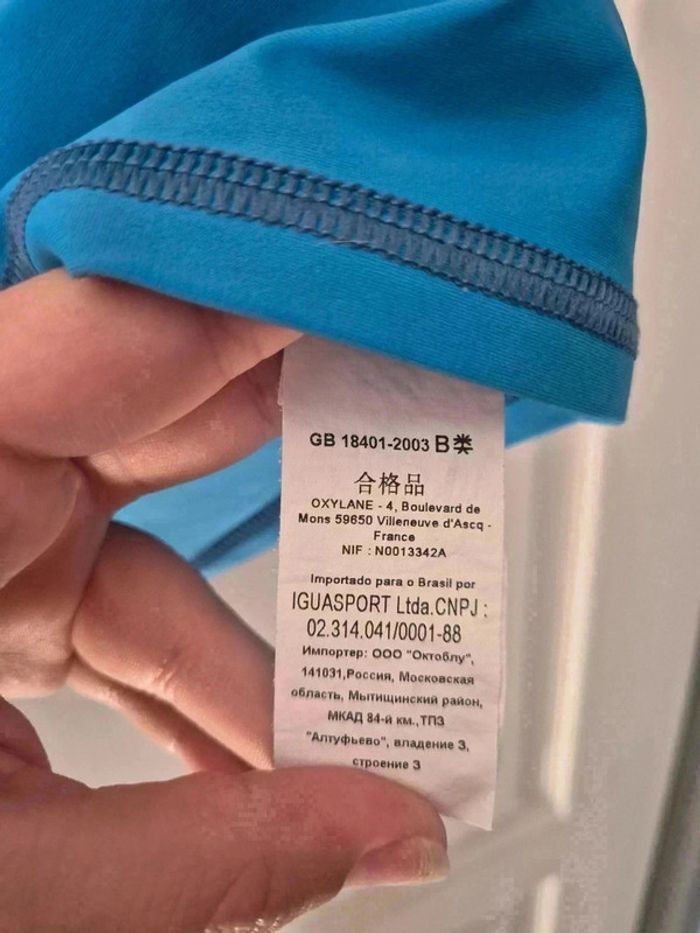 GB 18401-2003 B类
合格品
OXYLANE - 4, Boulevard de
Mons 59650 Villeneuve d'Ascq -
France
NIF : N0013342A
Importado para o Brasil por
IGUASPORT Ltda.CNPJ :
02.314.041/0001-88
Импортер: ООО "Октоблу",
141031,Россия, Московская
область, Мытищинский район,
МКАД 84-й км.,ТПЗ
"Алтуфьево", владение 3,
строение 3